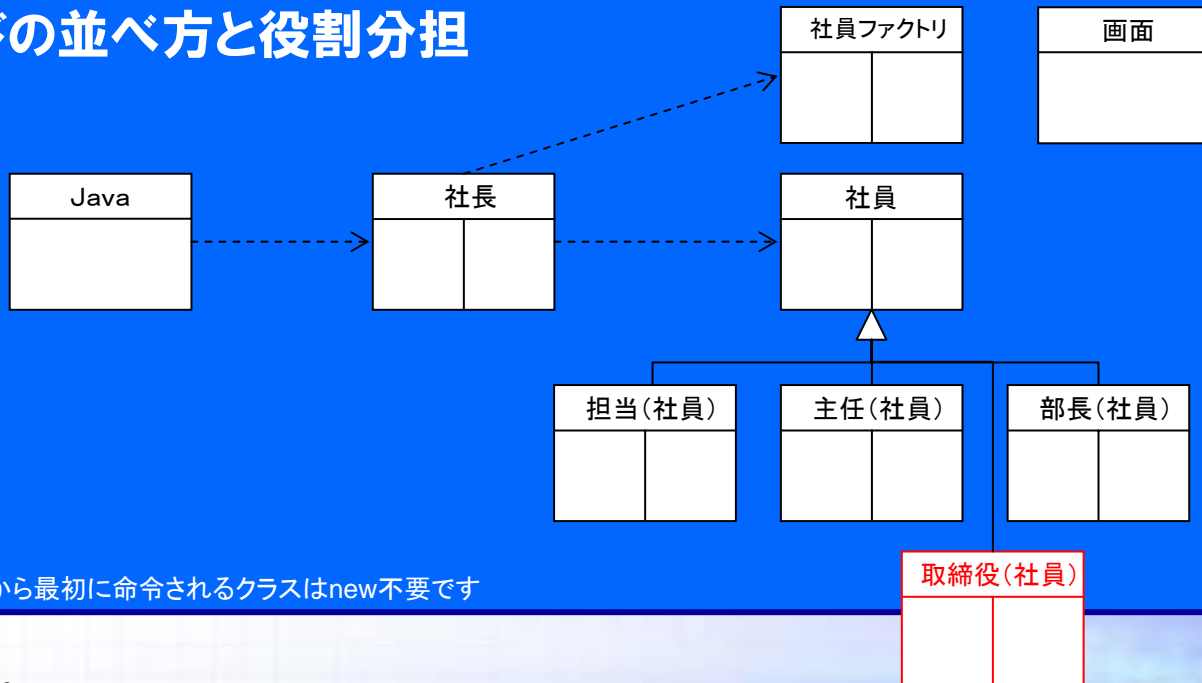 の並べ方と役割分担
社員ファクトリ
画面
Java
社長
社員
担当(社員)
主任(社員)
部長(社員)
取締役(社員)
から最初に命令されるクラスはnew不要です